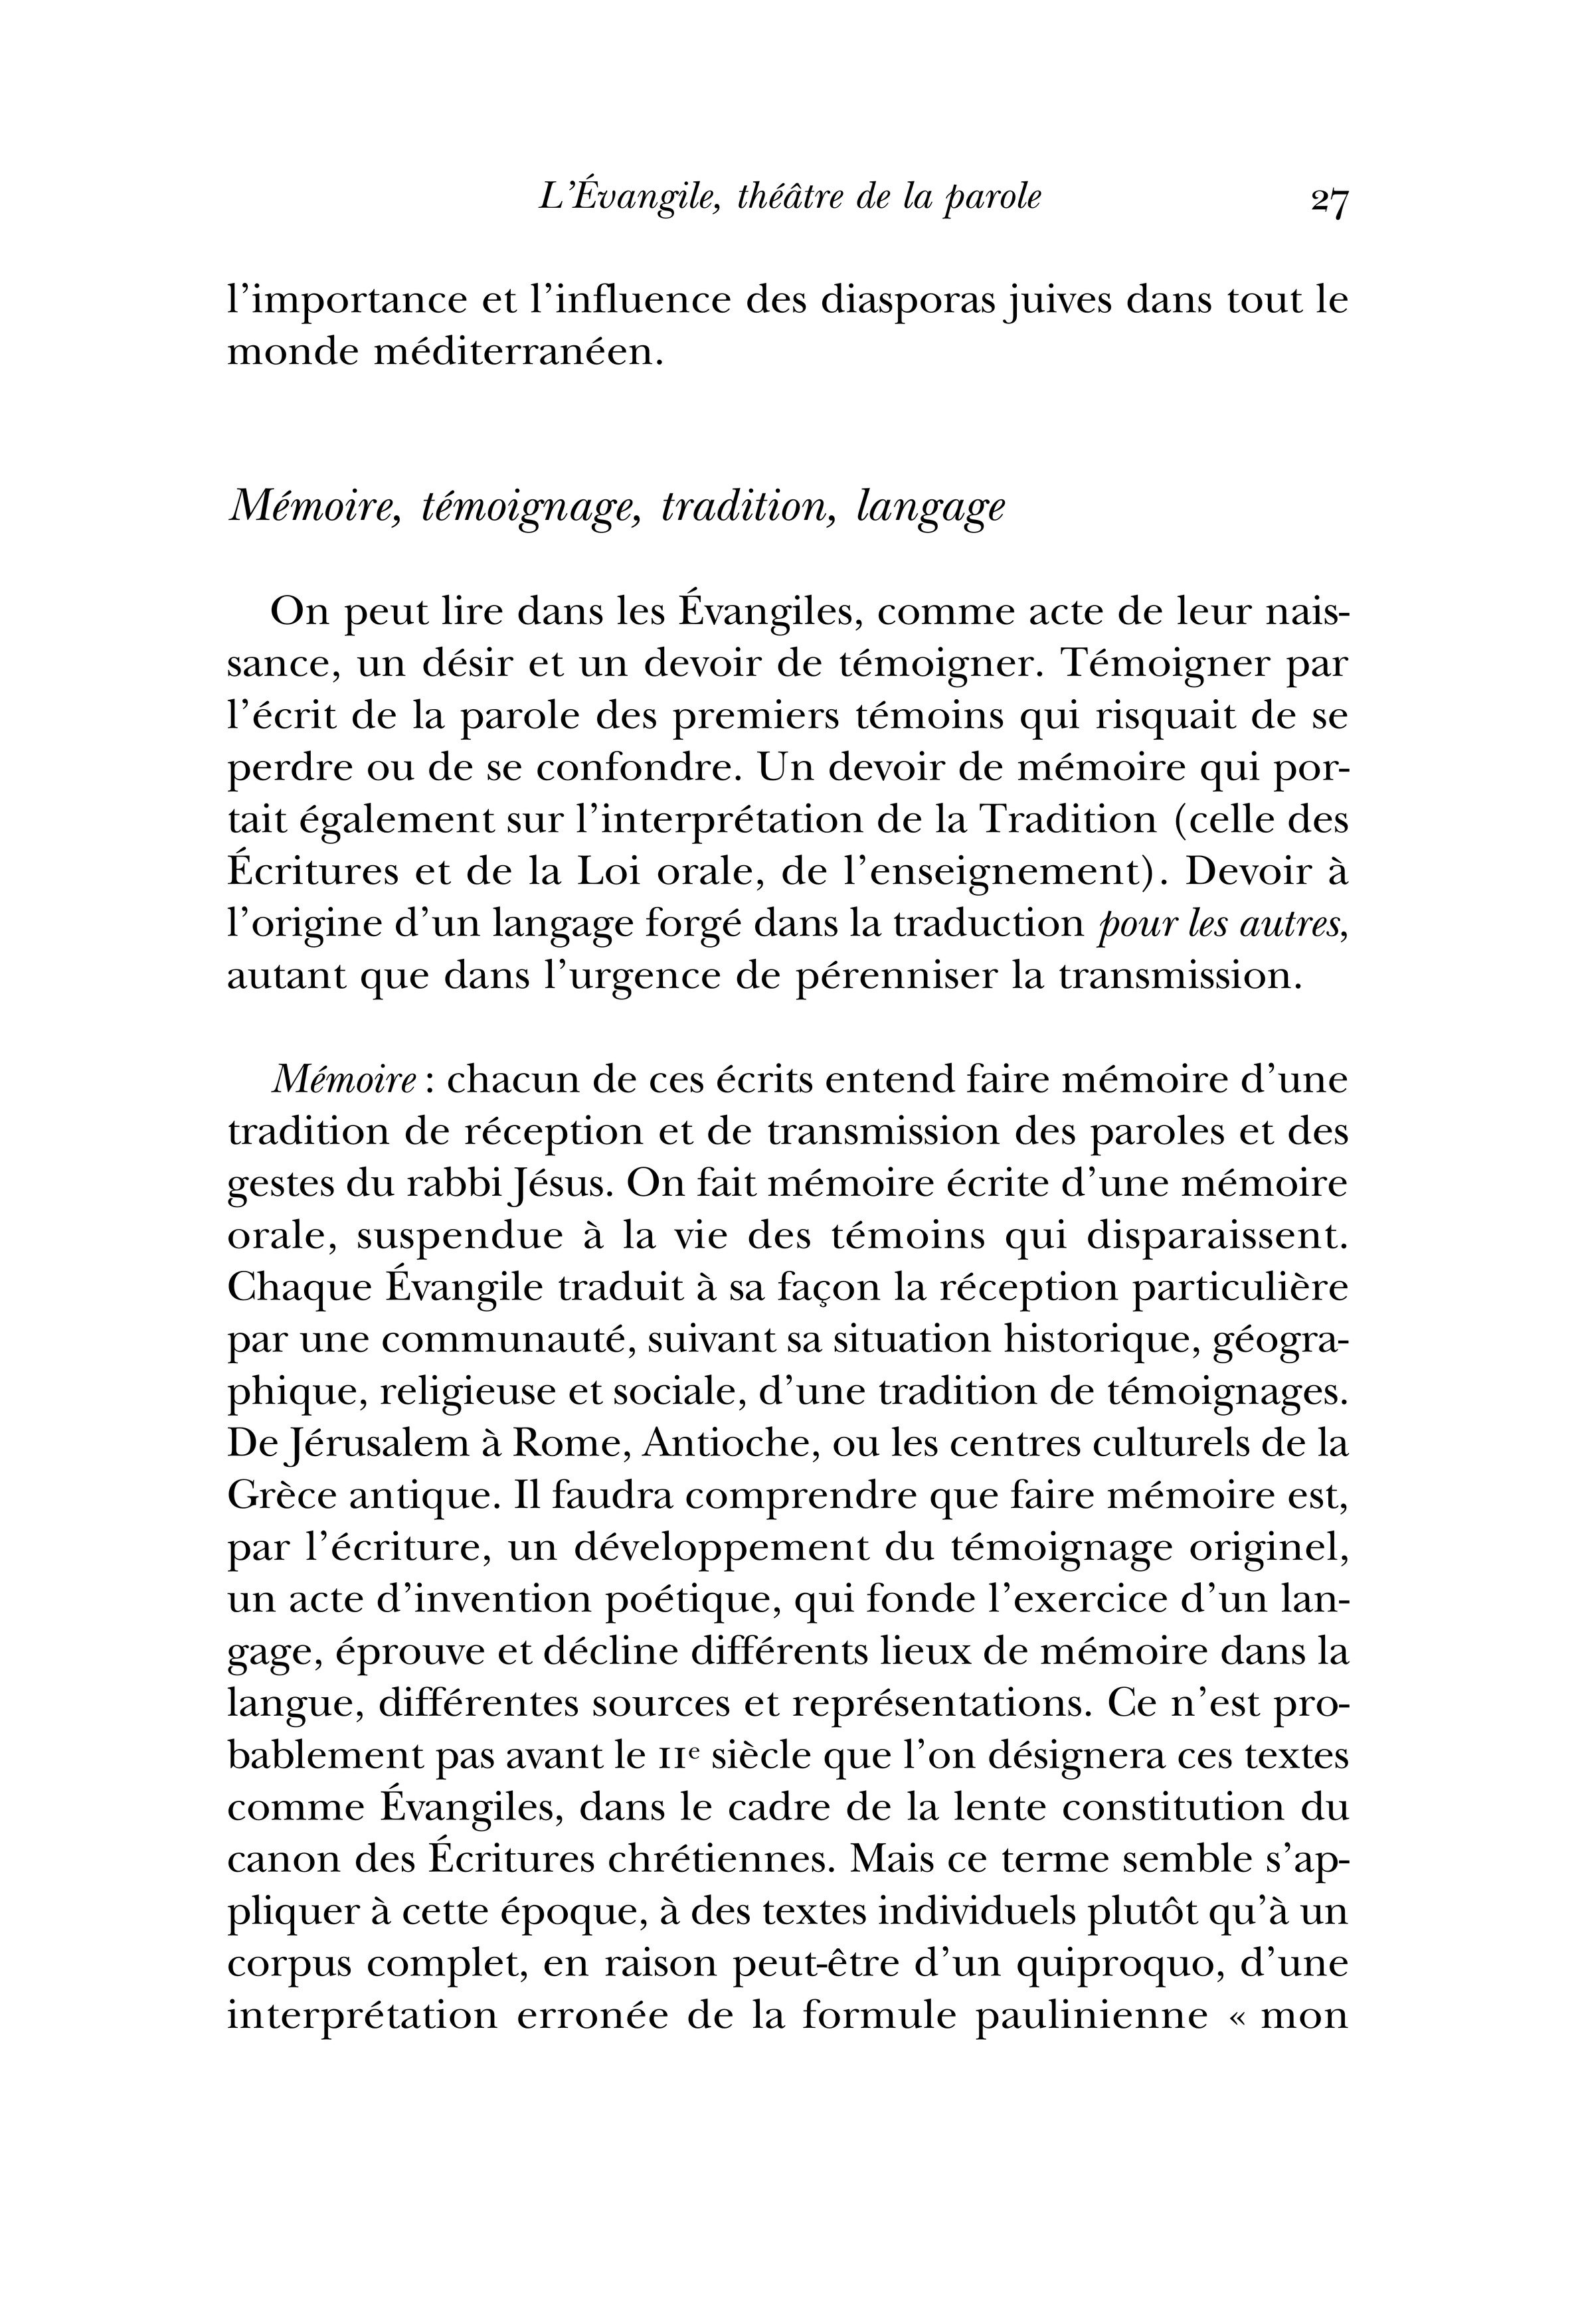 L’Évangile, théâtre de la parole 27
l’importance et l’influence des diasporas juives dans tout le
monde méditerranéen.
Mémoire, témoignage, tradition, langage
On peut lire dans les Évangiles, comme acte de leur nais-
sance, un désir et un devoir de témoigner. Témoigner par
l’écrit de la parole des premiers témoins qui risquait de se
perdre ou de se confondre. Un devoir de mémoire qui por-
tait également sur l’interprétation de la Tradition (celle des
Écritures et de la Loi orale, de l’enseignement). Devoir à
l’origine d’un langage forgé dans la traduction pour les autres,
autant que dans l’urgence de pérenniser la transmission.
Mémoire : chacun de ces écrits entend faire mémoire d’une
tradition de réception et de transmission des paroles et des
gestes du rabbi Jésus. On fait mémoire écrite d’une mémoire
orale, suspendue à la vie des témoins qui disparaissent.
Chaque Évangile traduit à sa façon la réception particulière
par une communauté, suivant sa situation historique, géogra-
phique, religieuse et sociale, d’une tradition de témoignages.
De Jérusalem à Rome, Antioche, ou les centres culturels de la
Grèce antique. Il faudra comprendre que faire mémoire est,
par l’écriture, un développement du témoignage originel,
un acte d’invention poétique, qui fonde l’exercice d’un lan-
gage, éprouve et décline différents lieux de mémoire dans la
langue, différentes sources et représentations. Ce n’est pro-
bablement pas avant le IIe siècle que l’on désignera ces textes
comme Évangiles, dans le cadre de la lente constitution du
canon des Écritures chrétiennes. Mais ce terme semble s’ap-
pliquer à cette époque, à des textes individuels plutôt qu’à un
corpus complet, en raison peut-être d’un quiproquo, d’une
interprétation erronée de la formule paulinienne « mon